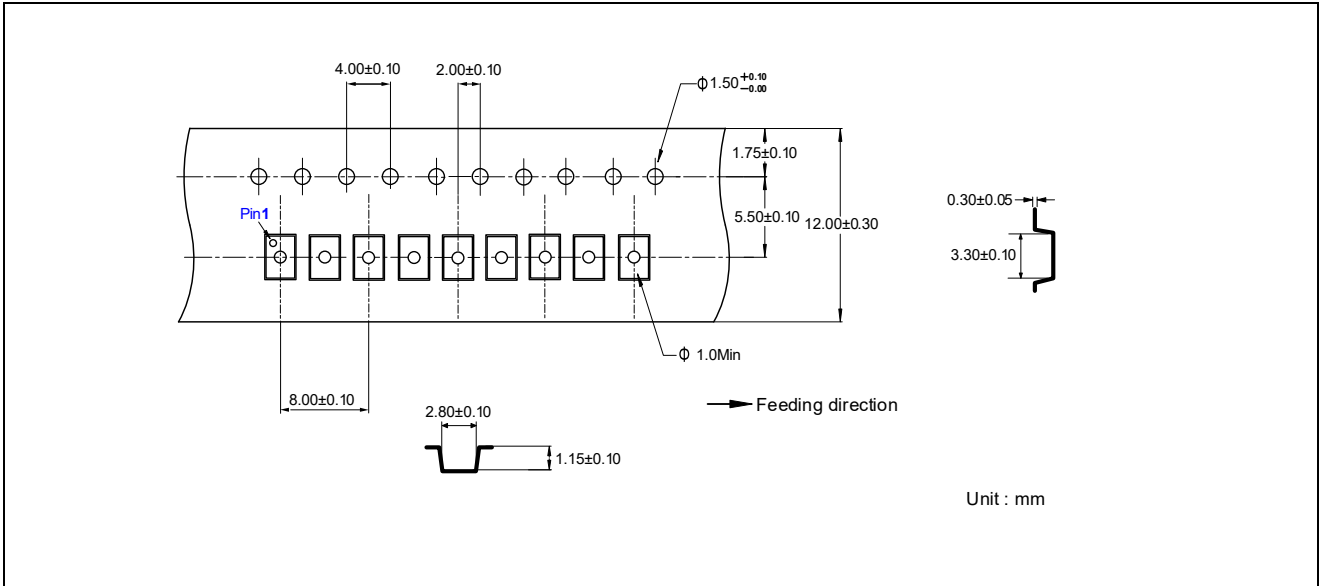 4.00±0.10
2.00±0.10
Φ1.50 +0.10 −0.00
1.75±0.10
Pin1
5.50±0.10
12.00±0.30
0.30±0.05
3.30±0.10
Φ 1.0Min
8.00±0.10
2.80±0.10
Feeding direction
1.15±0.10
Unit : mm